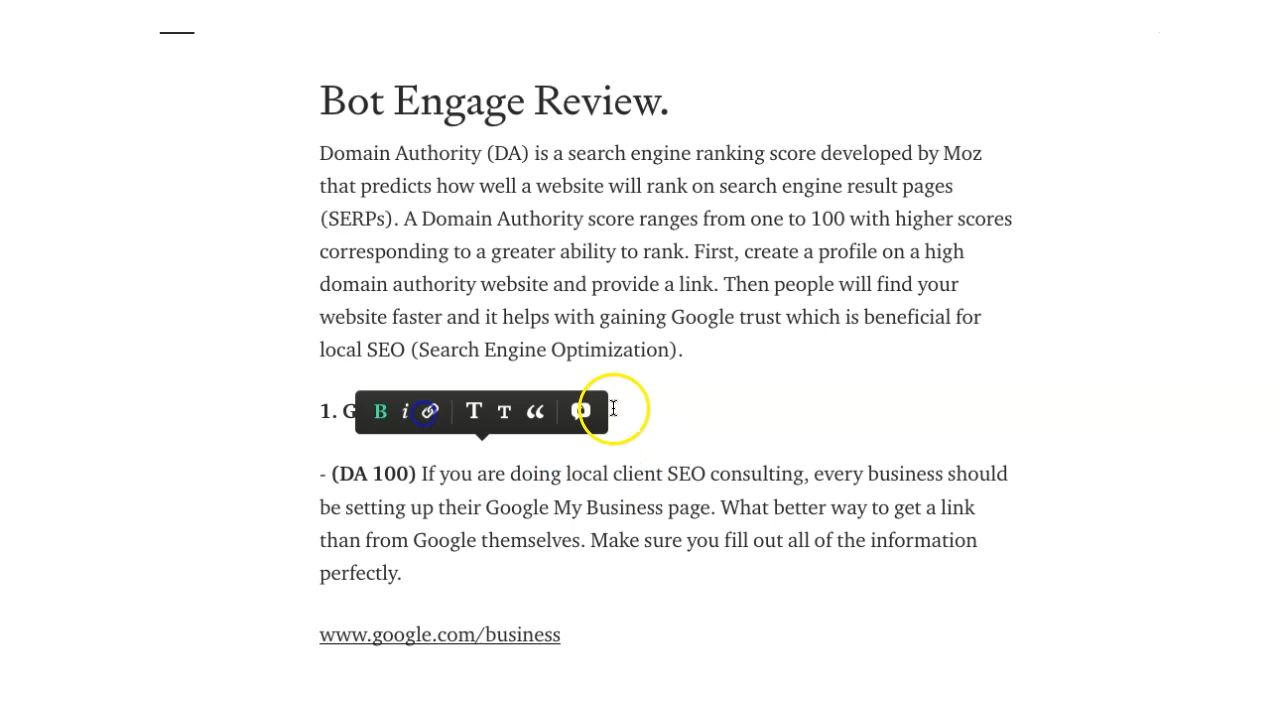 Bot Engage Review.
Domain Authority (DA) is a search engine ranking score developed by Moz
that predicts how well a website will rank on search engine result pages
(SERPs). A Domain Authority score ranges from one to 100 with higher scores
corresponding to a greater ability to rank. First, create a profile on a high
domain authority website and provide a link. Then people will find your
website faster and it helps with gaining Google trust which is beneficial for
local SEO (Search Engine Optimization).
1. G B i T T “
- (DA 100) If you are doing local client SEO consulting, every business should
be setting up their Google My Business page. What better way to get a link
than from Google themselves. Make sure you fill out all of the information
perfectly.
www.google.com/business